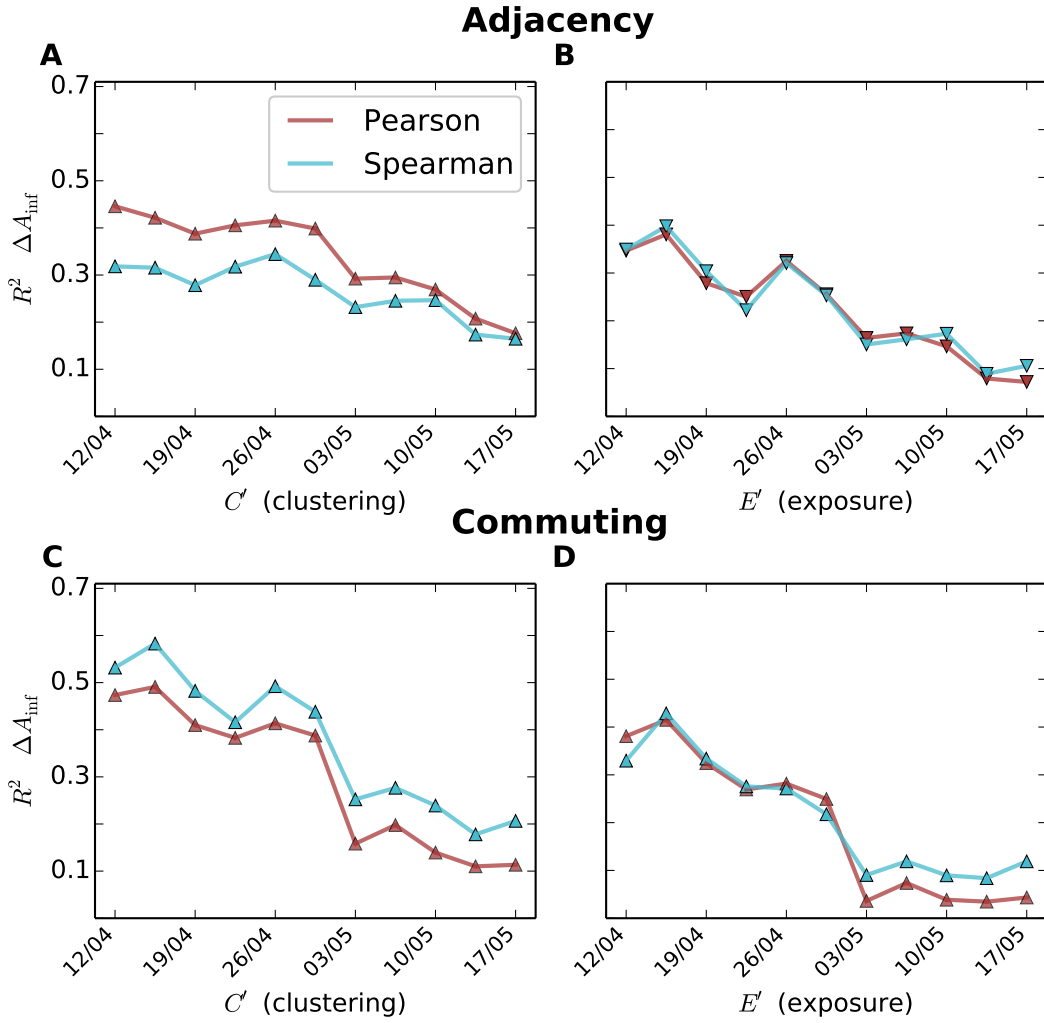 Adjacency
A
B
0.7
0.5
0.3
0.1
R² ΔA_inf
Pearson
Spearman
12/04 19/04 26/04 03/05 10/05 17/05
12/04 19/04 26/04 03/05 10/05 17/05
C′ (clustering)
E′ (exposure)
Commuting
C
D
0.7
0.5
0.3
0.1
R² ΔA_inf
12/04 19/04 26/04 03/05 10/05 17/05
12/04 19/04 26/04 03/05 10/05 17/05
C′ (clustering)
E′ (exposure)